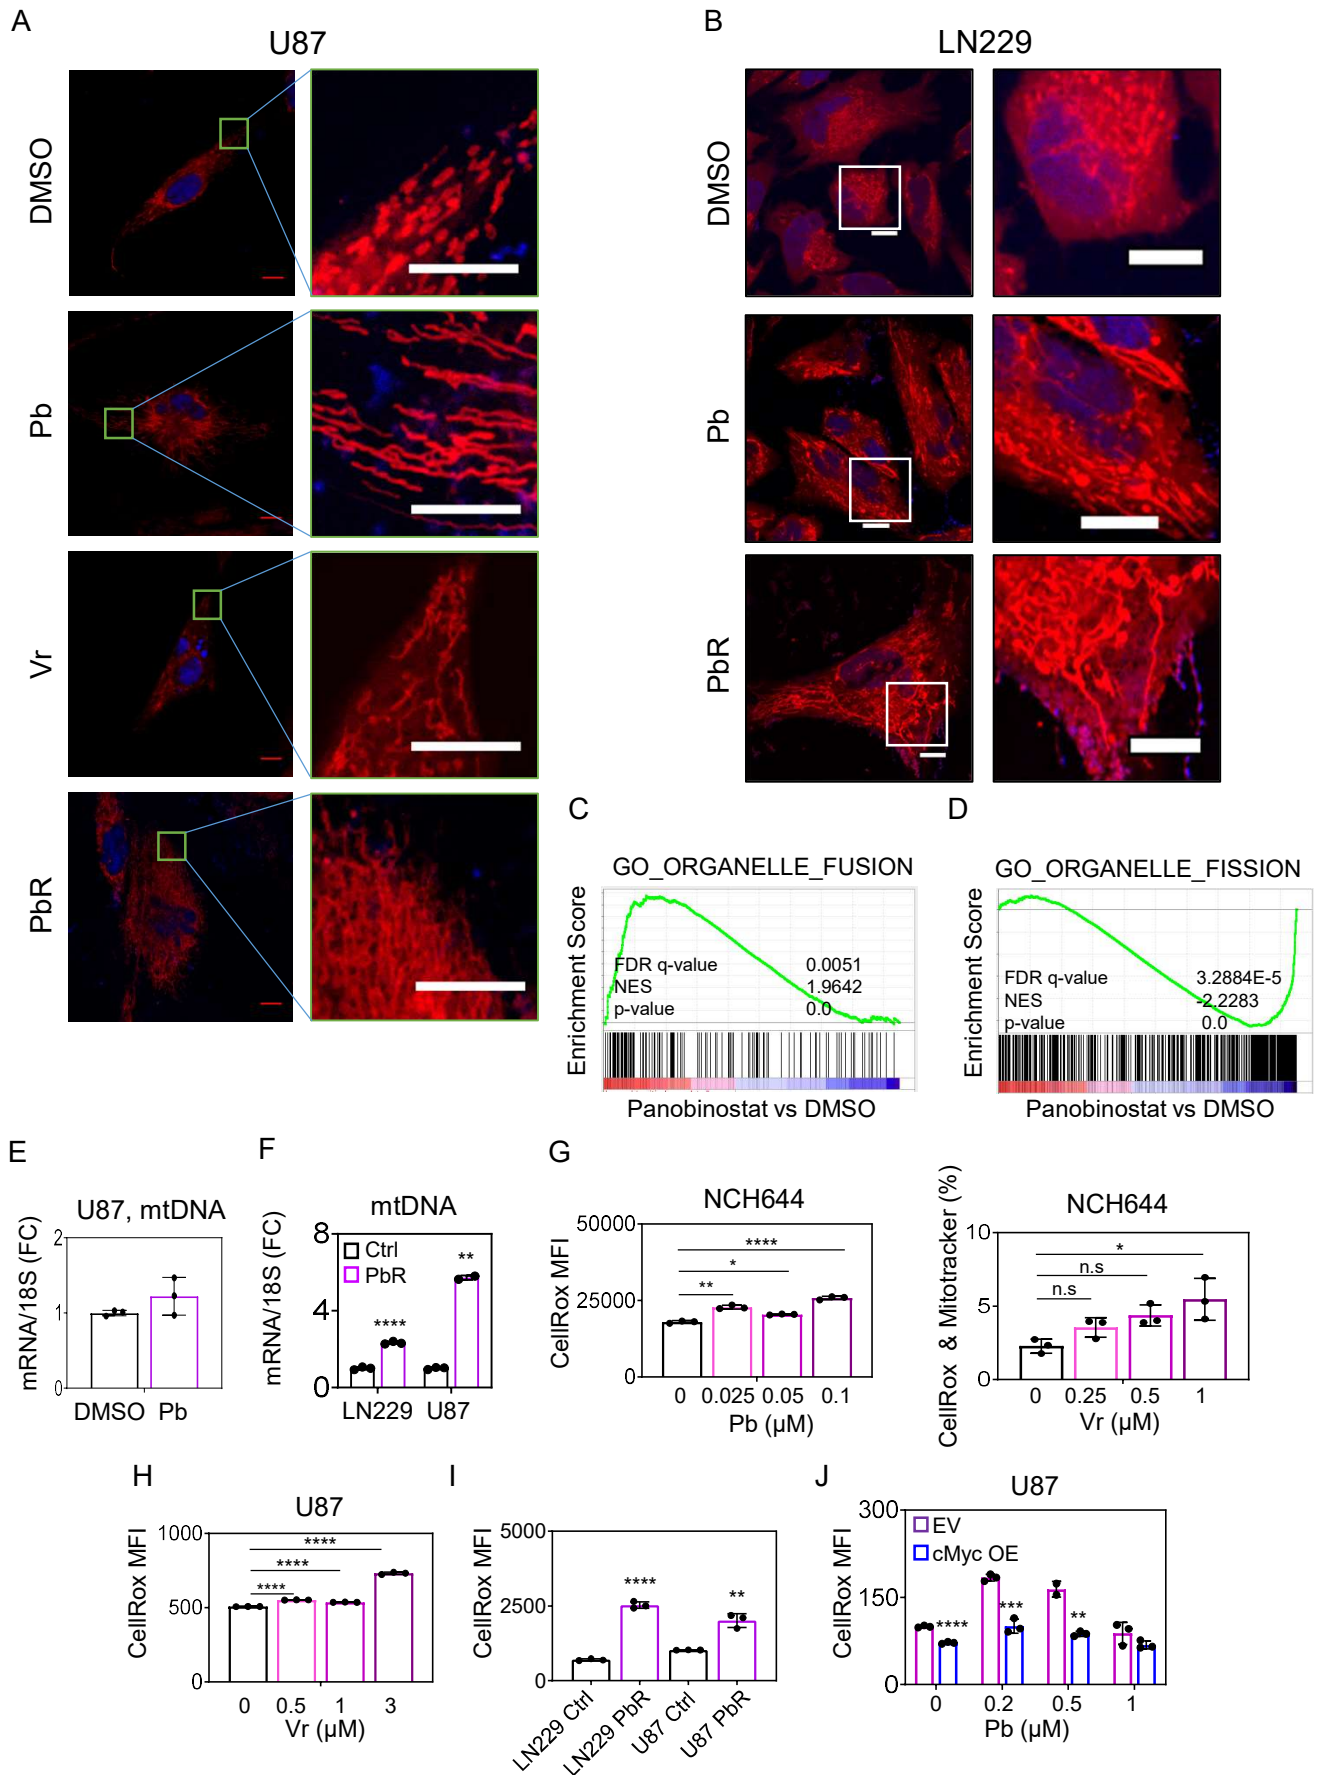 A
U87
DMSO
Pb
Vr
PbR
B
LN229
DMSO
Pb
PbR
C
GO_ORGANELLE_FUSION
Enrichment Score
FDR q-value 0.0051
NES 1.9642
p-value 0.0
Panobinostat vs DMSO
D
GO_ORGANELLE_FISSION
Enrichment Score
FDR q-value 3.2884E-5
NES -2.2283
p-value 0.0
Panobinostat vs DMSO
E
U87, mtDNA
mRNA/18S (FC)
2
1
0
DMSO Pb
F
mtDNA
mRNA/18S (FC)
8
4
0
Ctrl
PbR
****
**
LN229 U87
G
NCH644
CellRox MFI
50000
25000
0
****
*
**
0 0.025 0.05 0.1
Pb (µM)
NCH644
CellRox & Mitotracker (%)
10
5
0
*
n.s
n.s
0 0.25 0.5 1
Vr (µM)
H
U87
CellRox MFI
1000
500
0
****
****
****
0 0.5 1 3
Vr (µM)
I
CellRox MFI
5000
2500
0
****
**
LN229 Ctrl
LN229 PbR
U87 Ctrl
U87 PbR
J
U87
CellRox MFI
300
150
0
EV
cMyc OE
****
***
**
0 0.2 0.5 1
Pb (µM)